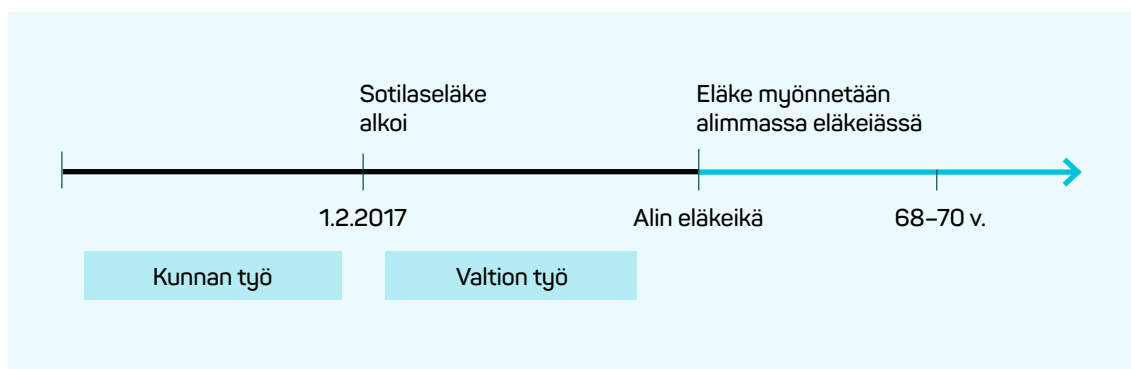 Sotilaseläke
alkoi
Eläke myönnetään
alimmassa eläkeiässä
1.2.2017
Alin eläkeikä
68–70 v.
Kunnan työ
Valtion työ